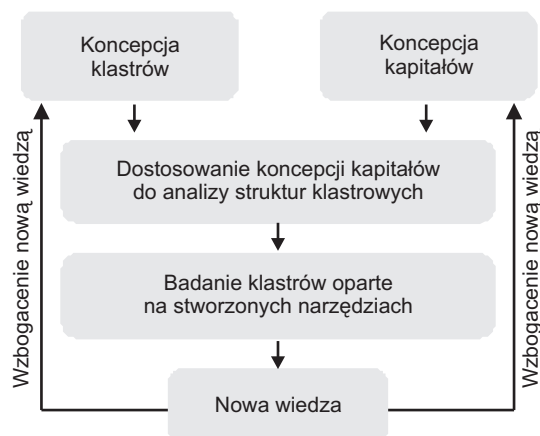 Koncepcja
klastrów
Koncepcja
kapitałów
Dostosowanie koncepcji kapitałów
do analizy struktur klastrowych
Badanie klastrów oparte
na stworzonych narzędziach
Nowa wiedza
Wzbogacenie nową wiedzą
Wzbogacenie nową wiedzą